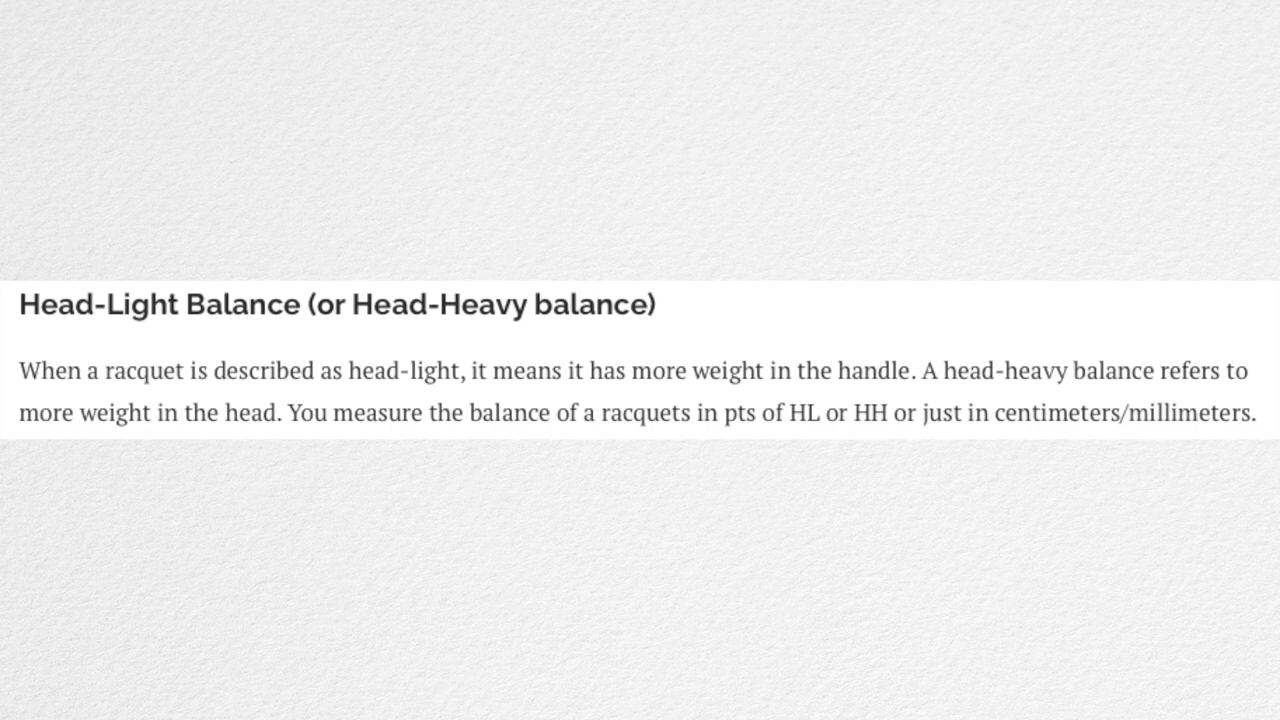 Head-Light Balance (or Head-Heavy balance)
When a racquet is described as head-light, it means it has more weight in the handle. A head-heavy balance refers to
more weight in the head. You measure the balance of a racquets in pts of HL or HH or just in centimeters/millimeters.